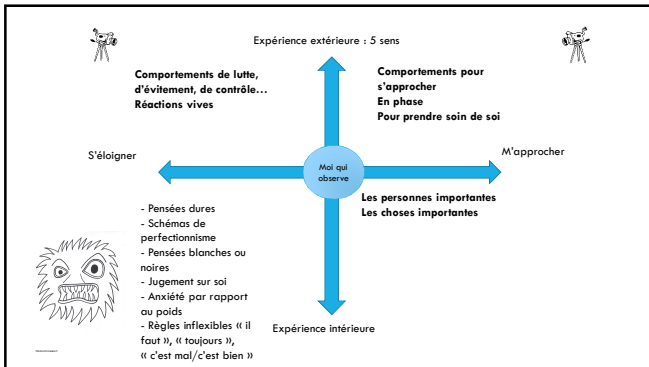 Expérience extérieure : 5 sens
Comportements de lutte,
d'évitement, de contrôle…
Réactions vives
Comportements pour
s'approcher
En phase
Pour prendre soin de soi
S'éloigner
Moi qui
observe
M'approcher
Les personnes importantes
Les choses importantes
- Pensées dures
- Schémas de
perfectionnisme
- Pensées blanches ou
noires
- Jugement sur soi
- Anxiété par rapport
au poids
- Règles inflexibles « il
faut », « toujours »,
« c'est mal/c'est bien »
Expérience intérieure